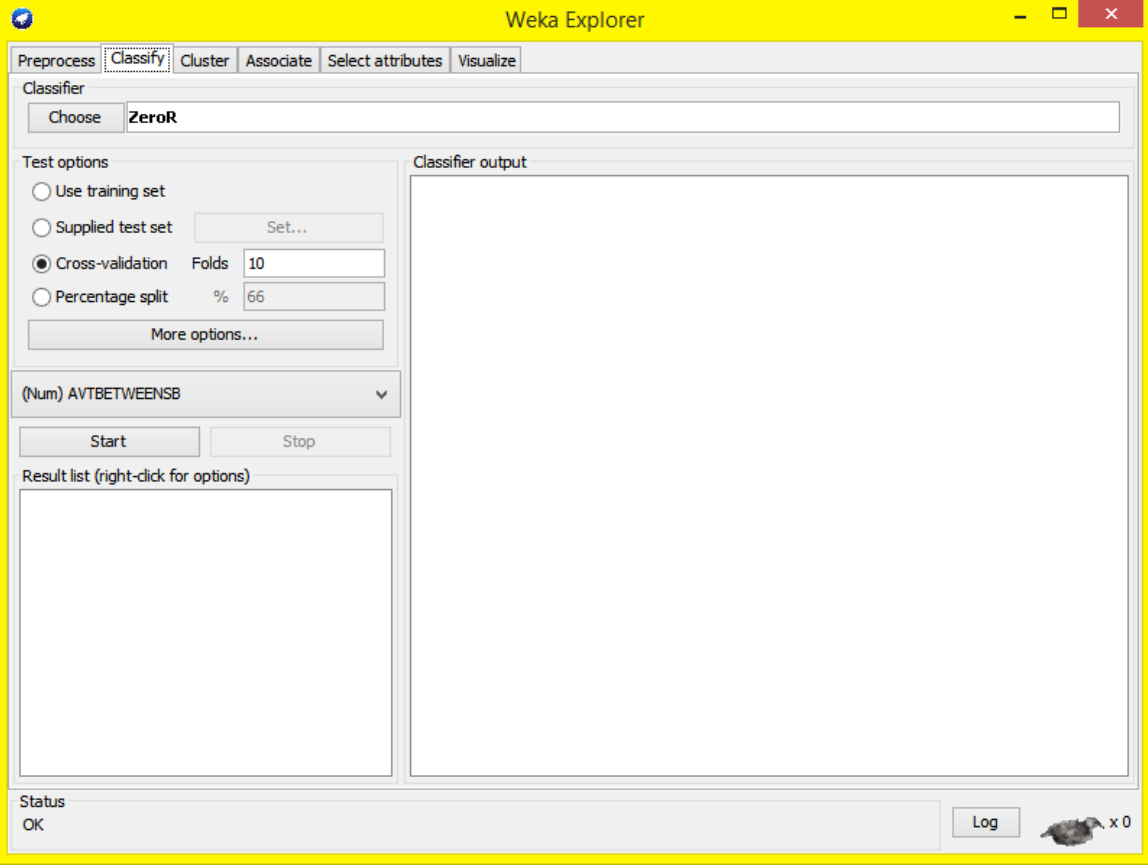 Weka Explorer
Preprocess Classify Cluster Associate Select attributes Visualize
Classifier
Choose ZeroR
Test options
Use training set
Supplied test set Set...
Cross-validation Folds 10
Percentage split % 66
More options...
(Num) AVTBETWEENSB
Start Stop
Result list (right-click for options)
Classifier output
Status
OK
Log x 0